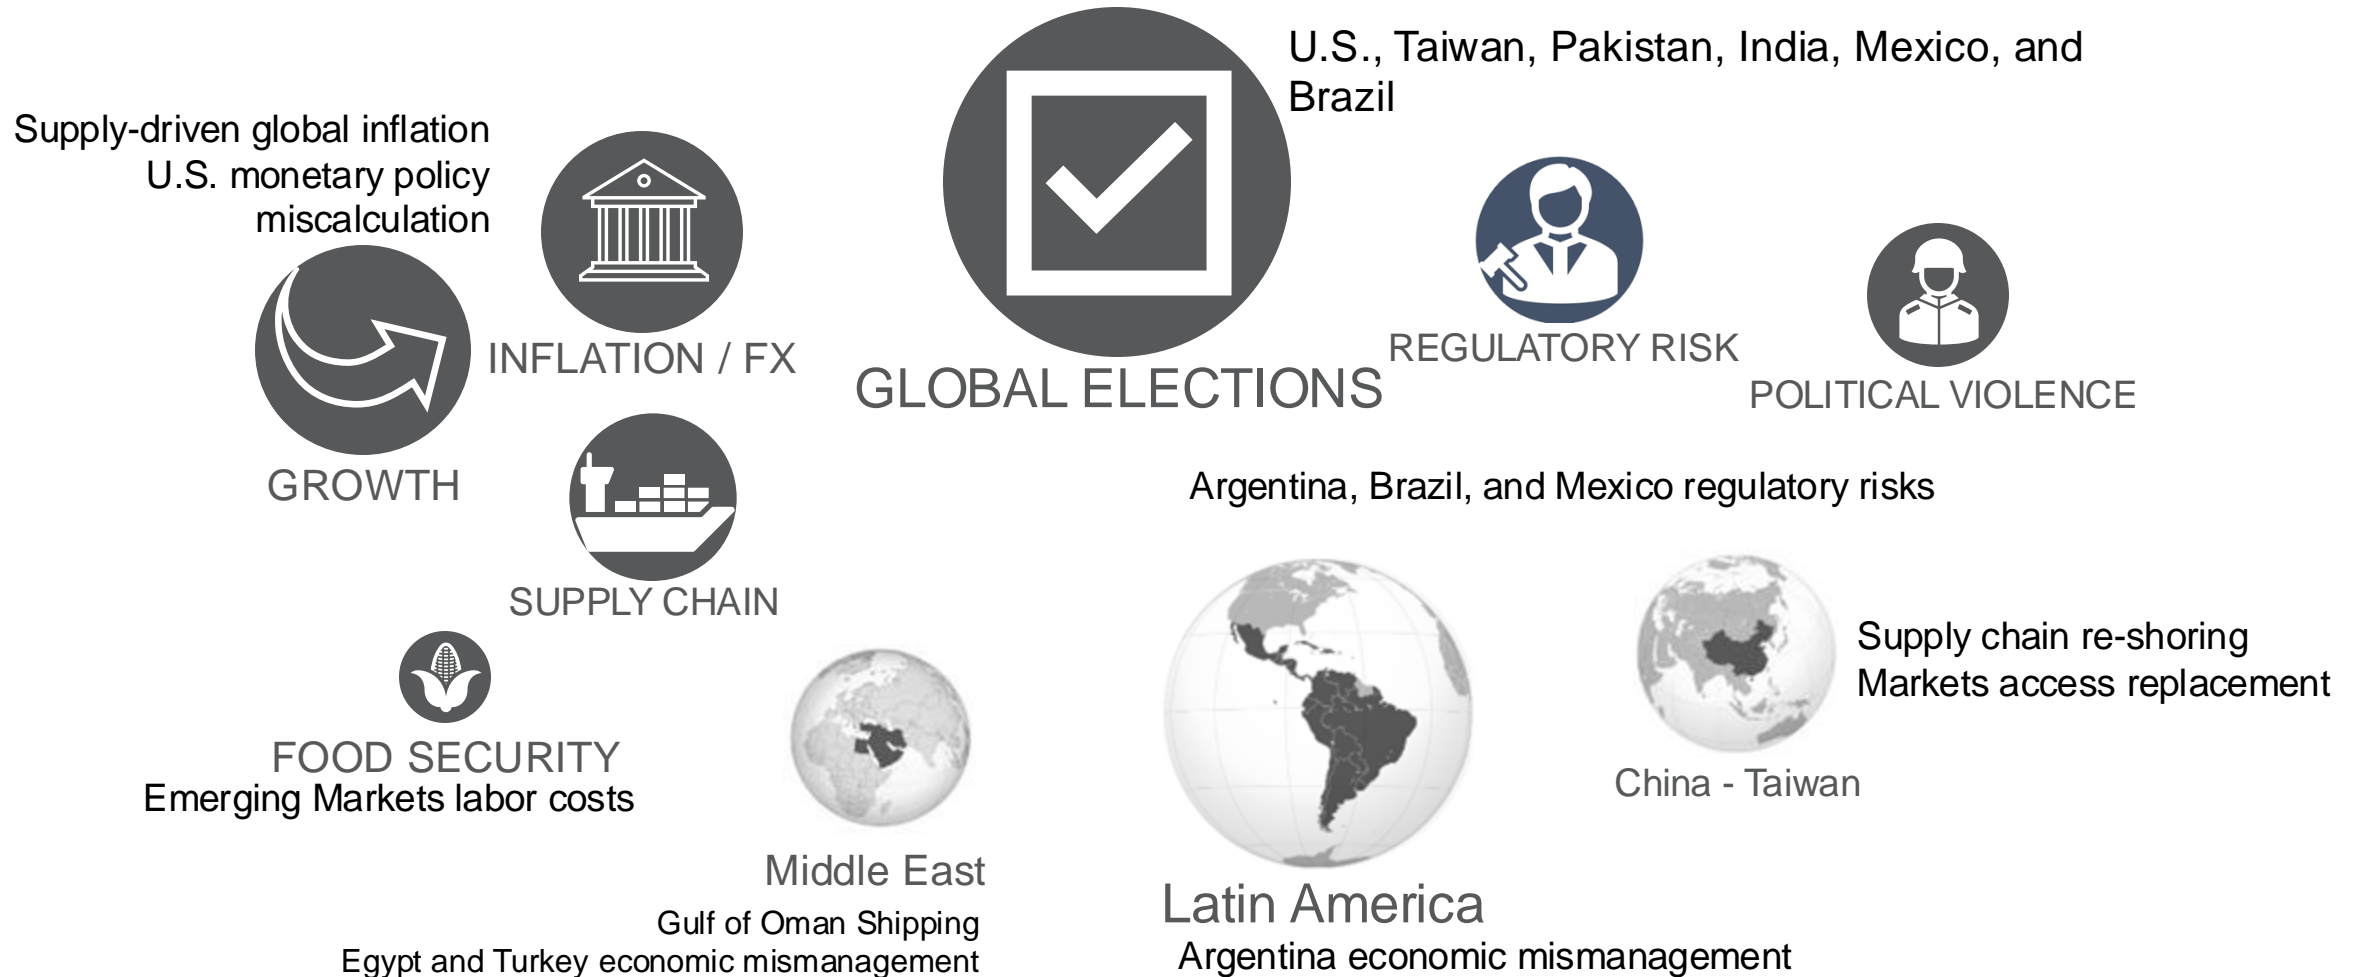 U.S., Taiwan, Pakistan, India, Mexico, and
Brazil
Supply-driven global inflation
U.S. monetary policy
miscalculation
INFLATION / FX
GLOBAL ELECTIONS
REGULATORY RISK
POLITICAL VIOLENCE
GROWTH
Argentina, Brazil, and Mexico regulatory risks
SUPPLY CHAIN
Supply chain re-shoring
Markets access replacement
FOOD SECURITY
Emerging Markets labor costs
China - Taiwan
Middle East
Gulf of Oman Shipping
Egypt and Turkey economic mismanagement
Latin America
Argentina economic mismanagement